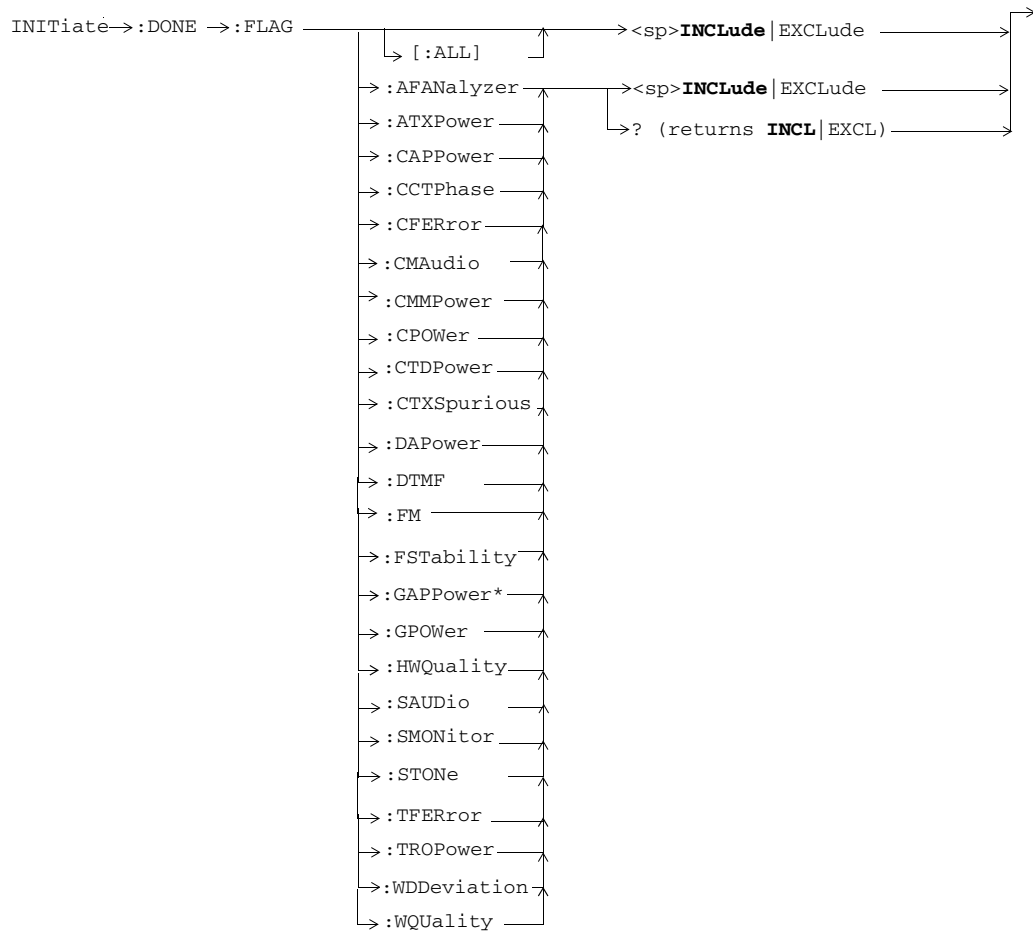 INITiate :DONE :FLAG <sp>INCLude|EXCLude
[:ALL]
:AFANalyzer <sp>INCLude|EXCLude
:ATXPower ? (returns INCL|EXCL)
:CAPPower
:CCTPhase
:CFERror
:CMAudio
:CMMPower
:CPOWer
:CTDPower
:CTXSpurious
:DAPower
:DTMF
:FM
:FSTability
:GAPPower*
:GPOWer
:HWQuality
:SAUDio
:SMONitor
:STONe
:TFERror
:TROPower
:WDDeviation
:WQUality